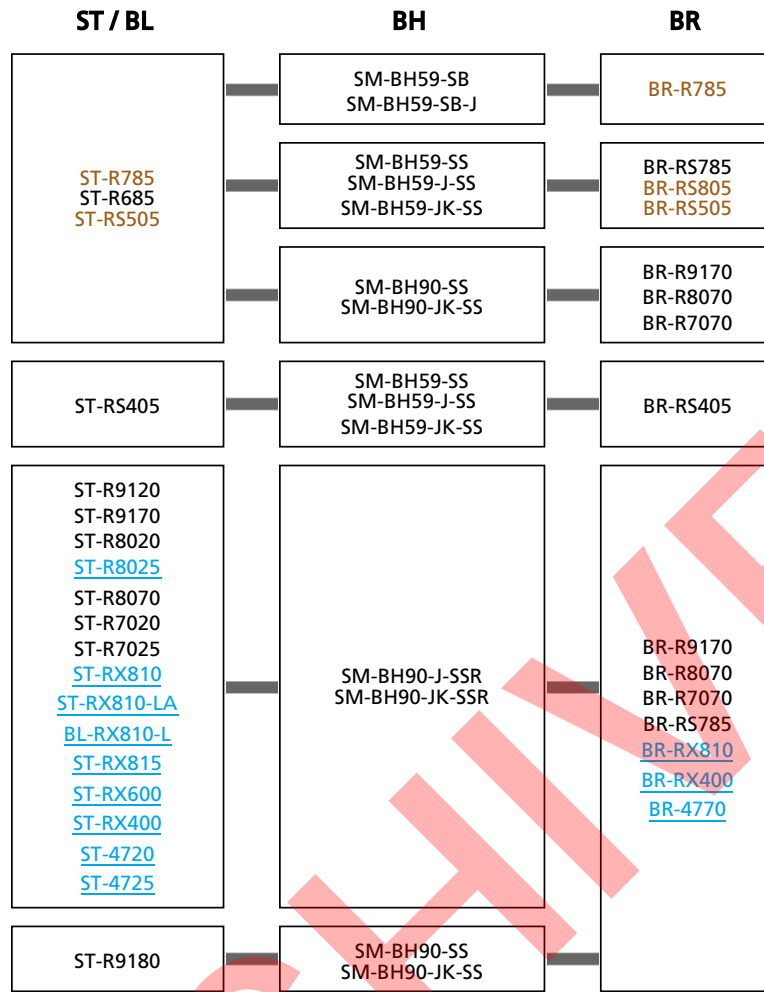 ST / BL BH BR
SM-BH59-SB
SM-BH59-SB-J
BR-R785
ST-R785
ST-R685
ST-RS505
SM-BH59-SS
SM-BH59-J-SS
SM-BH59-JK-SS
BR-RS785
BR-RS805
BR-RS505
SM-BH90-SS
SM-BH90-JK-SS
BR-R9170
BR-R8070
BR-R7070
ST-RS405
SM-BH59-SS
SM-BH59-J-SS
SM-BH59-JK-SS
BR-RS405
ST-R9120
ST-R9170
ST-R8020
ST-R8025
ST-R8070
ST-R7020
ST-R7025
ST-RX810
ST-RX810-LA
BL-RX810-L
ST-RX815
ST-RX600
ST-RX400
ST-4720
ST-4725
SM-BH90-J-SSR
SM-BH90-JK-SSR
BR-R9170
BR-R8070
BR-R7070
BR-RS785
BR-RX810
BR-RX400
BR-4770
ST-R9180
SM-BH90-SS
SM-BH90-JK-SS